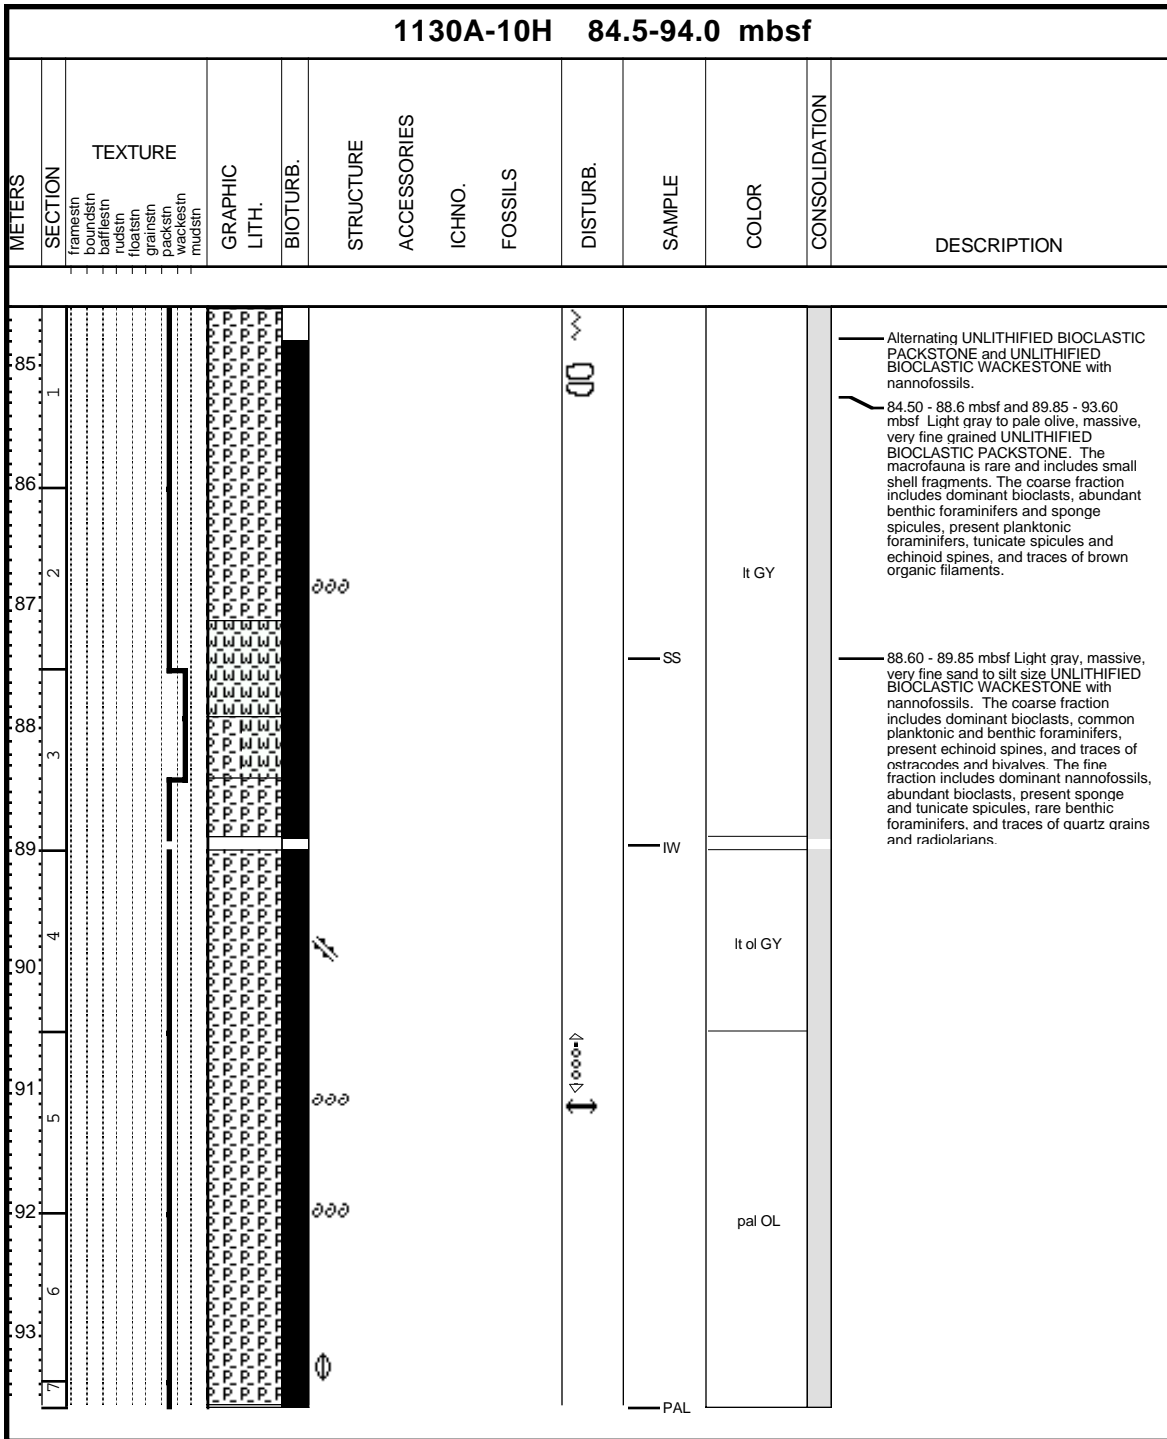 1130A-10H 84.5-94.0 mbsf
METERS
SECTION
TEXTURE
framestn
boundstn
bafflestn
rudstn
floatstn
grainstn
packstn
wackestn
mudstn
GRAPHIC
LITH.
BIOTURB.
STRUCTURE
ACCESSORIES
ICHNO.
FOSSILS
DISTURB.
SAMPLE
COLOR
CONSOLIDATION
DESCRIPTION
85
86
87
88
89
90
91
92
93
1
2
3
4
5
6
7
SS
IW
PAL
lt GY
lt ol GY
pal OL
Alternating UNLITHIFIED BIOCLASTIC
PACKSTONE and UNLITHIFIED
BIOCLASTIC WACKESTONE with
nannofossils.
84.50 - 88.6 mbsf and 89.85 - 93.60
mbsf Light gray to pale olive, massive,
very fine grained UNLITHIFIED
BIOCLASTIC PACKSTONE. The
macrofauna is rare and includes small
shell fragments. The coarse fraction
includes dominant bioclasts, abundant
benthic foraminifers and sponge
spicules, present planktonic
foraminifers, tunicate spicules and
echinoid spines, and traces of brown
organic filaments.
88.60 - 89.85 mbsf Light gray, massive,
very fine sand to silt size UNLITHIFIED
BIOCLASTIC WACKESTONE with
nannofossils. The coarse fraction
includes dominant bioclasts, common
planktonic and benthic foraminifers,
present echinoid spines, and traces of
ostracodes and bivalves. The fine
fraction includes dominant nannofossils,
abundant bioclasts, present sponge
and tunicate spicules, rare benthic
foraminifers, and traces of quartz grains
and radiolarians.